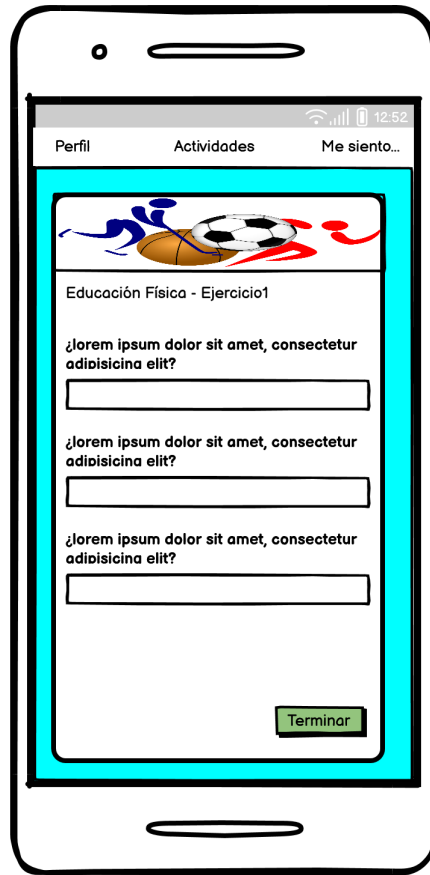 12:52
Perfil Actividades Me siento...
Educación Física - Ejercicio1
¿lorem ipsum dolor sit amet, consectetur
adipisicing elit?
¿lorem ipsum dolor sit amet, consectetur
adipisicing elit?
¿lorem ipsum dolor sit amet, consectetur
adipisicing elit?
Terminar